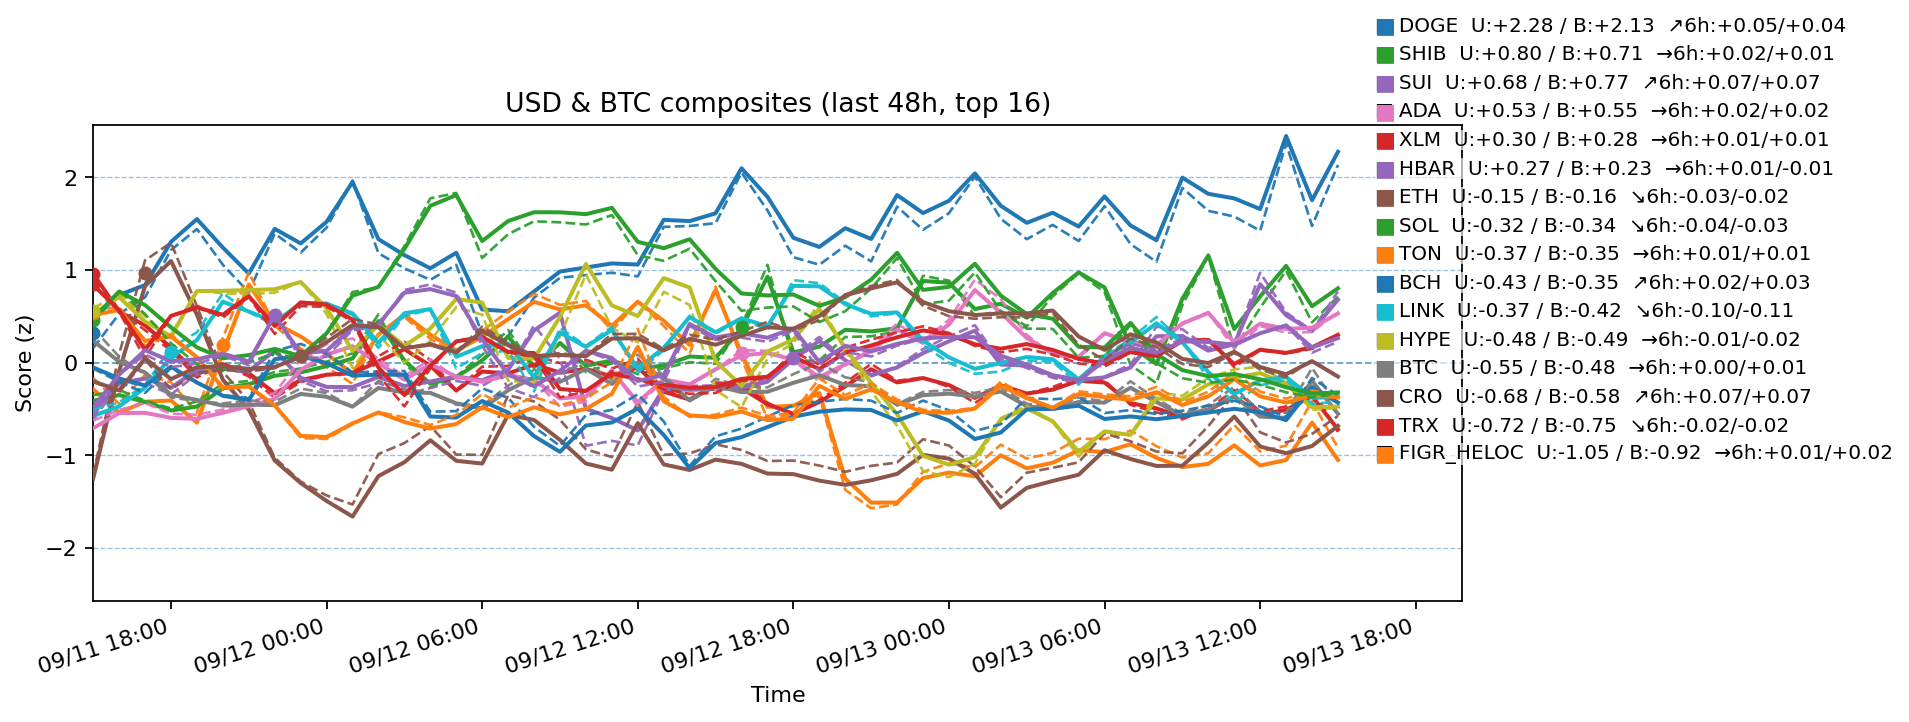 DOGE  U:+2.28 / B:+2.13  ↗6h:+0.05/+0.04
SHIB  U:+0.80 / B:+0.71  →6h:+0.02/+0.01
SUI  U:+0.68 / B:+0.77  ↗6h:+0.07/+0.07
ADA  U:+0.53 / B:+0.55  →6h:+0.02/+0.02
XLM  U:+0.30 / B:+0.28  →6h:+0.01/+0.01
HBAR  U:+0.27 / B:+0.23  →6h:+0.01/-0.01
ETH  U:-0.15 / B:-0.16  ↘6h:-0.03/-0.02
SOL  U:-0.32 / B:-0.34  ↘6h:-0.04/-0.03
TON  U:-0.37 / B:-0.35  →6h:+0.01/+0.01
BCH  U:-0.43 / B:-0.35  ↗6h:+0.02/+0.03
LINK  U:-0.37 / B:-0.42  ↘6h:-0.10/-0.11
HYPE  U:-0.48 / B:-0.49  →6h:-0.01/-0.02
BTC  U:-0.55 / B:-0.48  →6h:+0.00/+0.01
CRO  U:-0.68 / B:-0.58  ↗6h:+0.07/+0.07
TRX  U:-0.72 / B:-0.75  ↘6h:-0.02/-0.02
FIGR_HELOC  U:-1.05 / B:-0.92  →6h:+0.01/+0.02
USD & BTC composites (last 48h, top 16)
Score (z)
2
1
0
−1
−2
09/11 18:00
09/12 00:00
09/12 06:00
09/12 12:00
09/12 18:00
09/13 00:00
09/13 06:00
09/13 12:00
09/13 18:00
Time